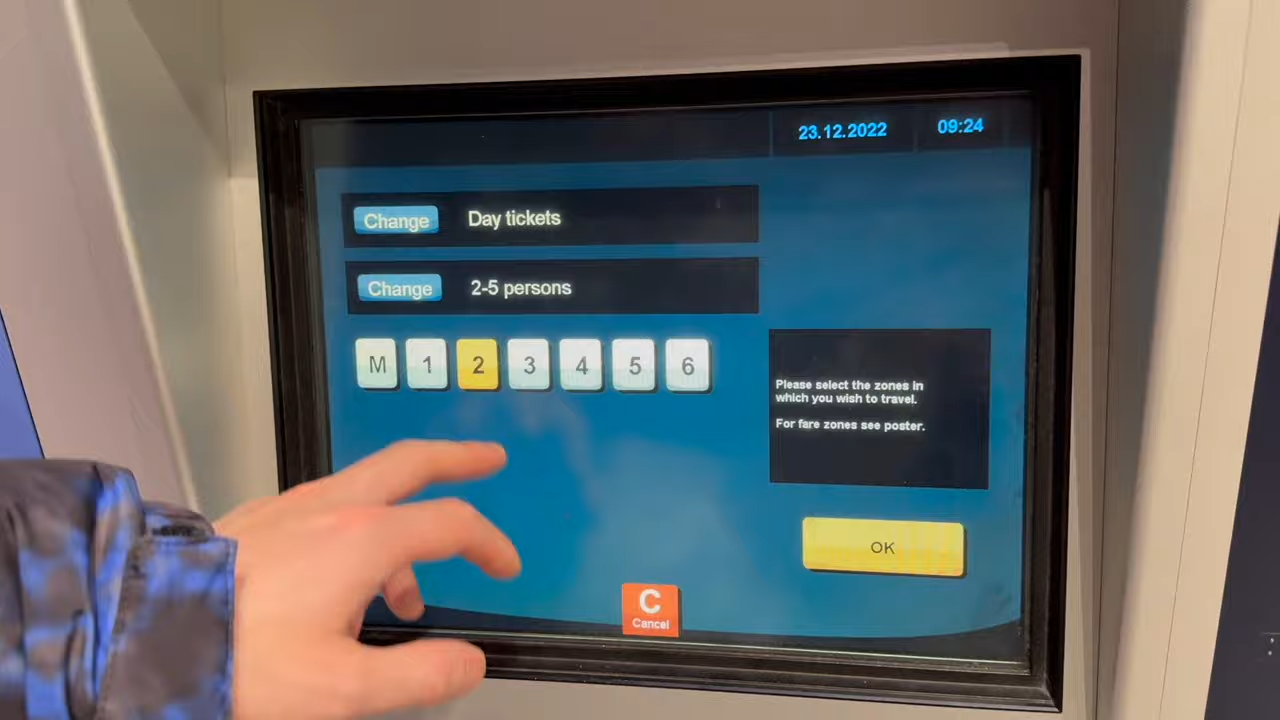 23.12.2022 09:24
Change Day tickets
Change 2-5 persons
M 1 2 3 4 5 6
Please select the zones in
which you wish to travel.
For fare zones see poster.
OK
C
Cancel